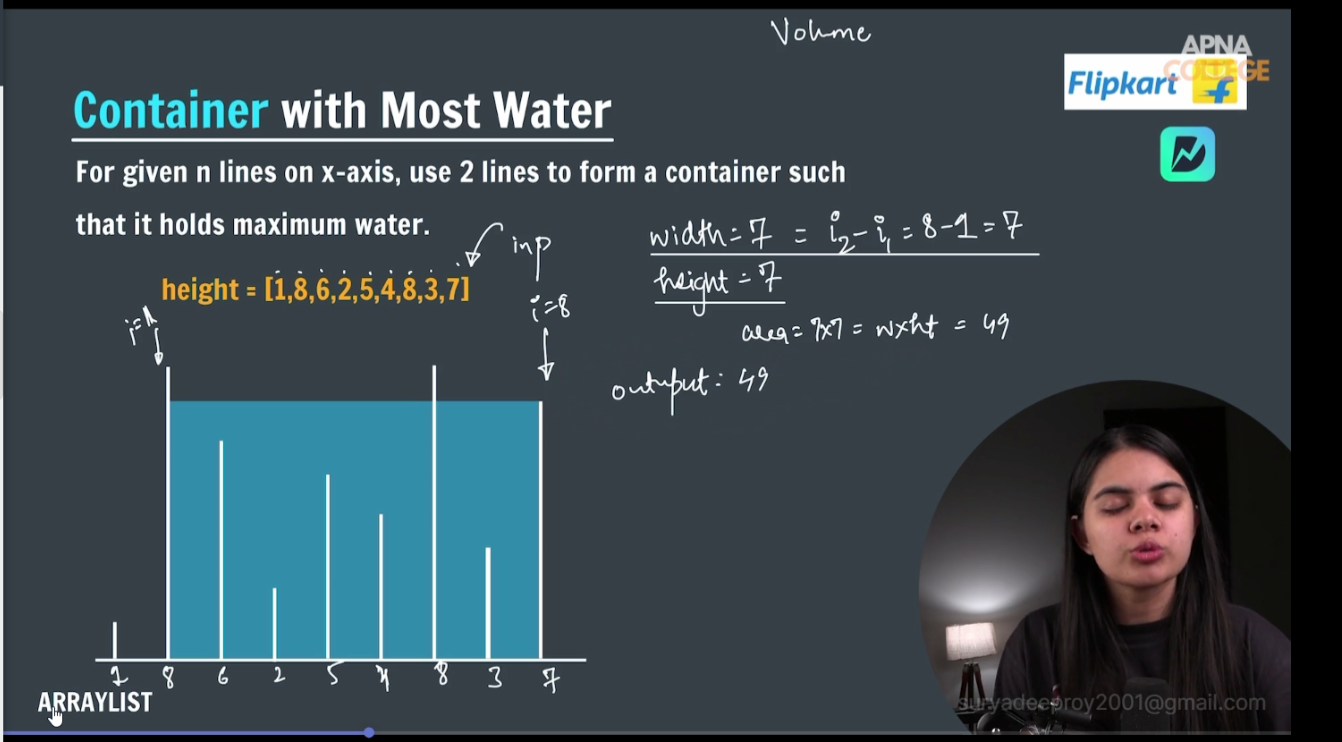 Volume
APNA
COLLEGE
Flipkart
Container with Most Water
For given n lines on x-axis, use 2 lines to form a container such
that it holds maximum water.
width = 7 = i2 - i1 = 8 - 1 = 7
inp
height = [1,8,6,2,5,4,8,3,7]
height = 7
i=1
i=8
area = 7x7 = wxht = 49
outuput: 49
1 8 6 2 5 4 8 3 7
ARRAYLIST
suryadeeproy2001@gmail.com